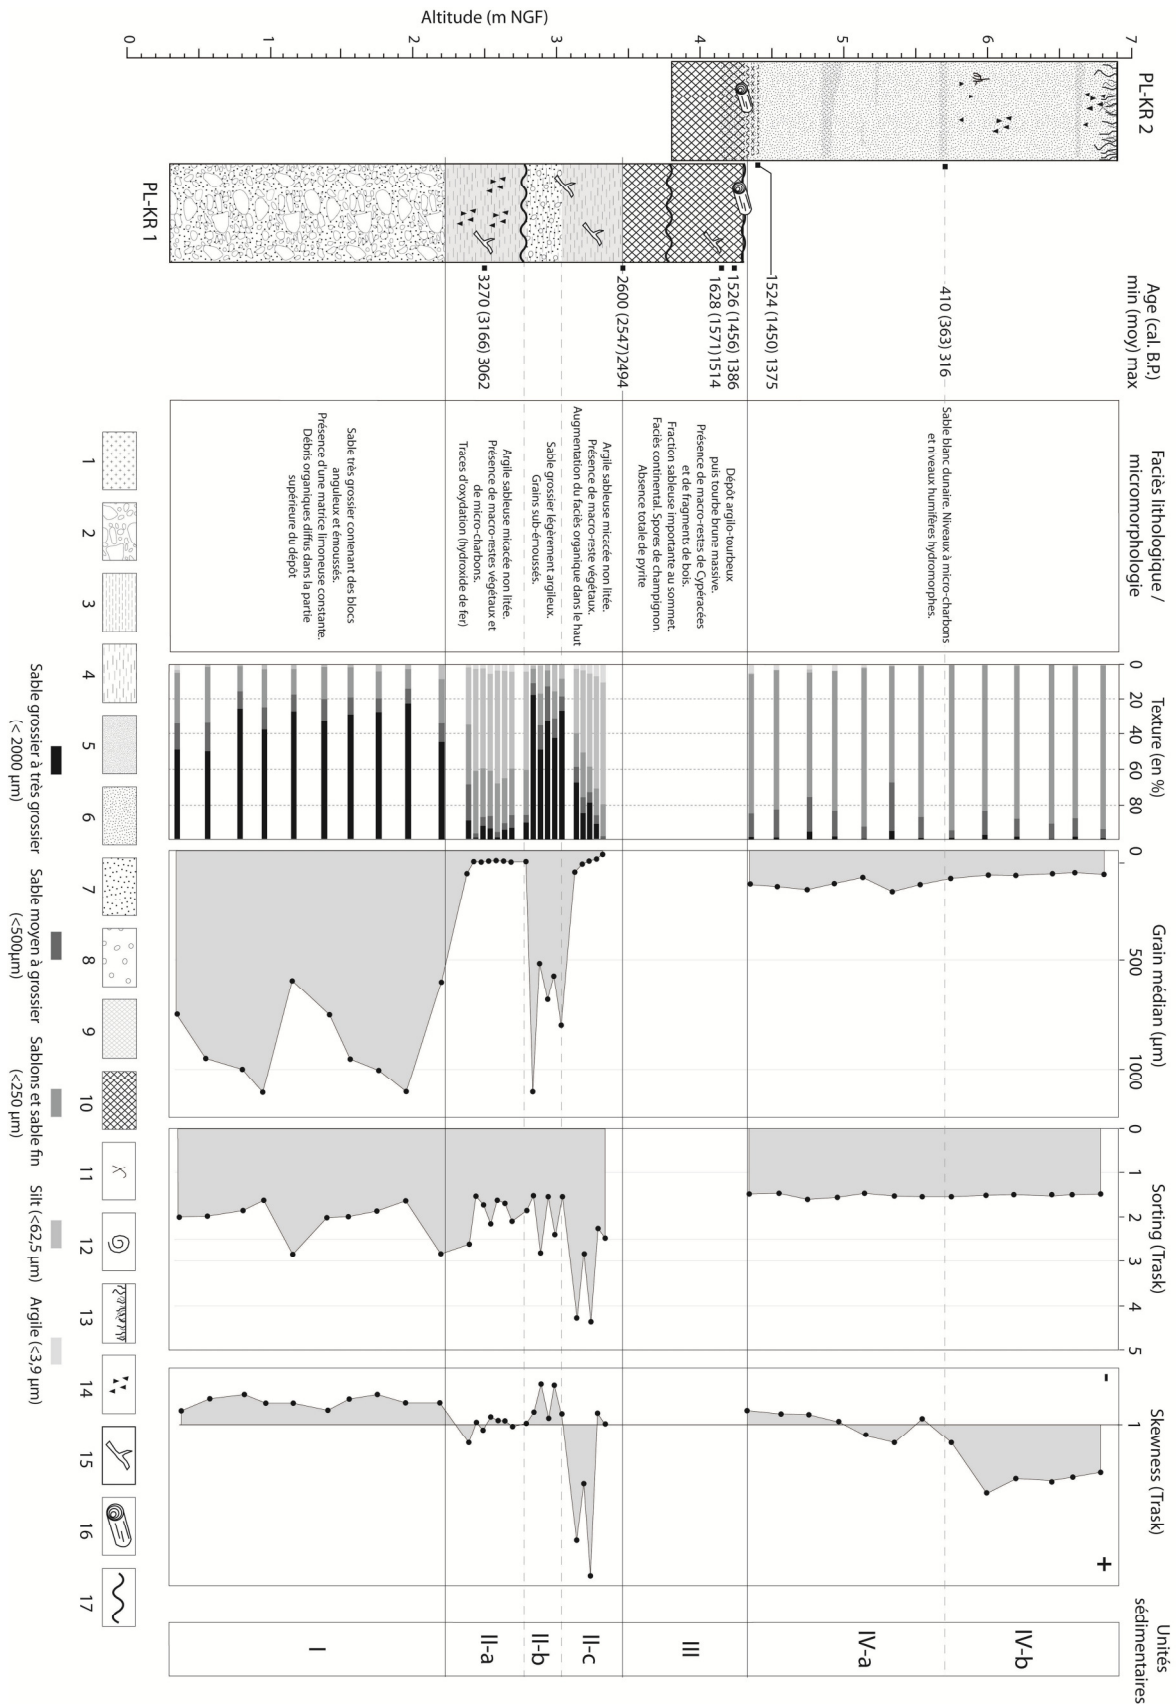 Altitude (m NGF)
0
1
2
3
4
5
6
7
PL-KR 2
PL-KR 1
Age (cal. B.P.)
min (moy) max
410 (363) 316
1524 (1450) 1375
1526 (1456) 1386
1628 (1571)1514
2600 (2547)2494
3270 (3166) 3062
Faciès lithologique /
micromorphologie
Sable blanc dunaire. Niveaux à micro-charbons
et niveaux humifères hydromorphes.
Dépôt argilo-tourbeux
puis tourbe brune massive.
Présence de macro-restes de Cypéracées
et de fragments de bois.
Fraction sableuse importante au sommet.
Faciès continental. Spores de champignon.
Absence totale de pyrite
Argile sableuse micacée non litée.
Présence de macro-reste végétaux.
Augmentation du faciès organique dans le haut
Sable grossier légèrement argileux.
Grains sub-émoussés.
Argile sableuse micacée non litée.
Présence de macro-restes végétaux et
de micro-charbons.
Traces d'oxydation (hydroxide de fer)
Sable très grossier contenant des blocs
anguleux et émoussés.
Présence d'une matrice limoneuse constante.
Débris organiques diffus dans la partie
supérieure du dépôt
Texture (en %)
0
20
40
60
80
Grain médian (µm)
0
500
1000
Sorting (Trask)
0
1
2
3
4
5
Skewness (Trask)
-
1
+
Unités
sédimentaires
IV-b
IV-a
III
II-c
II-b
II-a
I
1
2
3
4
5
6
7
8
9
10
11
12
13
14
15
16
17
Sable grossier à très grossier
(< 2000 µm)
Sable moyen à grossier
(<500µm)
Sablons et sable fin
(<250 µm)
Silt (<62,5 µm)
Argile (<3,9 µm)